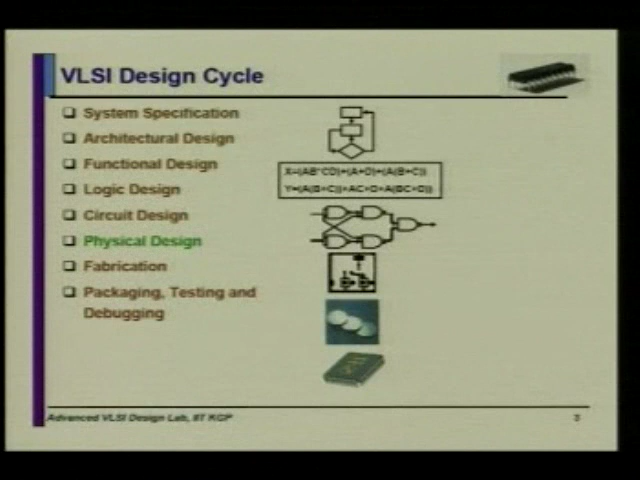 VLSI Design Cycle
System Specification
Architectural Design
Functional Design
Logic Design
Circuit Design
Physical Design
Fabrication
Packaging, Testing and
Debugging
Advanced VLSI Design Lab, IIT KGP
3